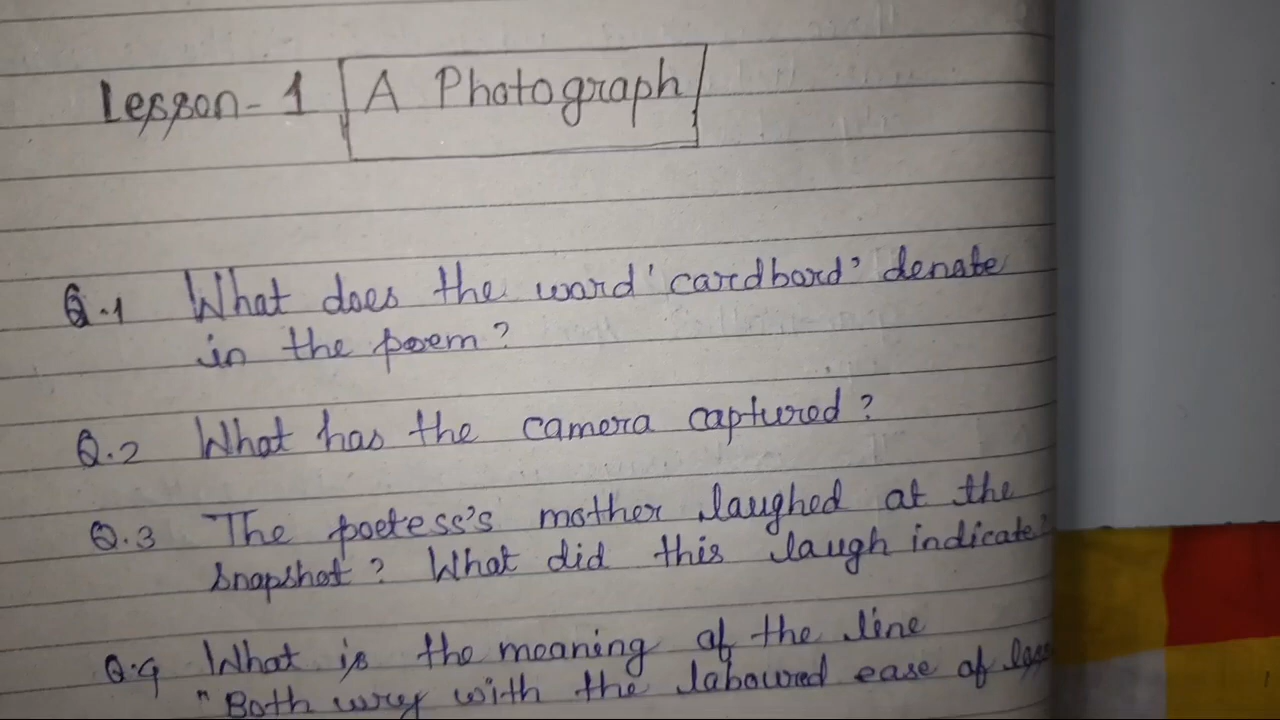 Lesson - 1 A Photograph
Q.1 What does the word 'cardbord' denote
in the poem?
Q.2 What has the camera captured?
Q.3 The poetess's mother laughed at the
snapshot? What did this laugh indicate?
Q.4 What is the meaning of the line
"Both wry with the laboured ease of loss